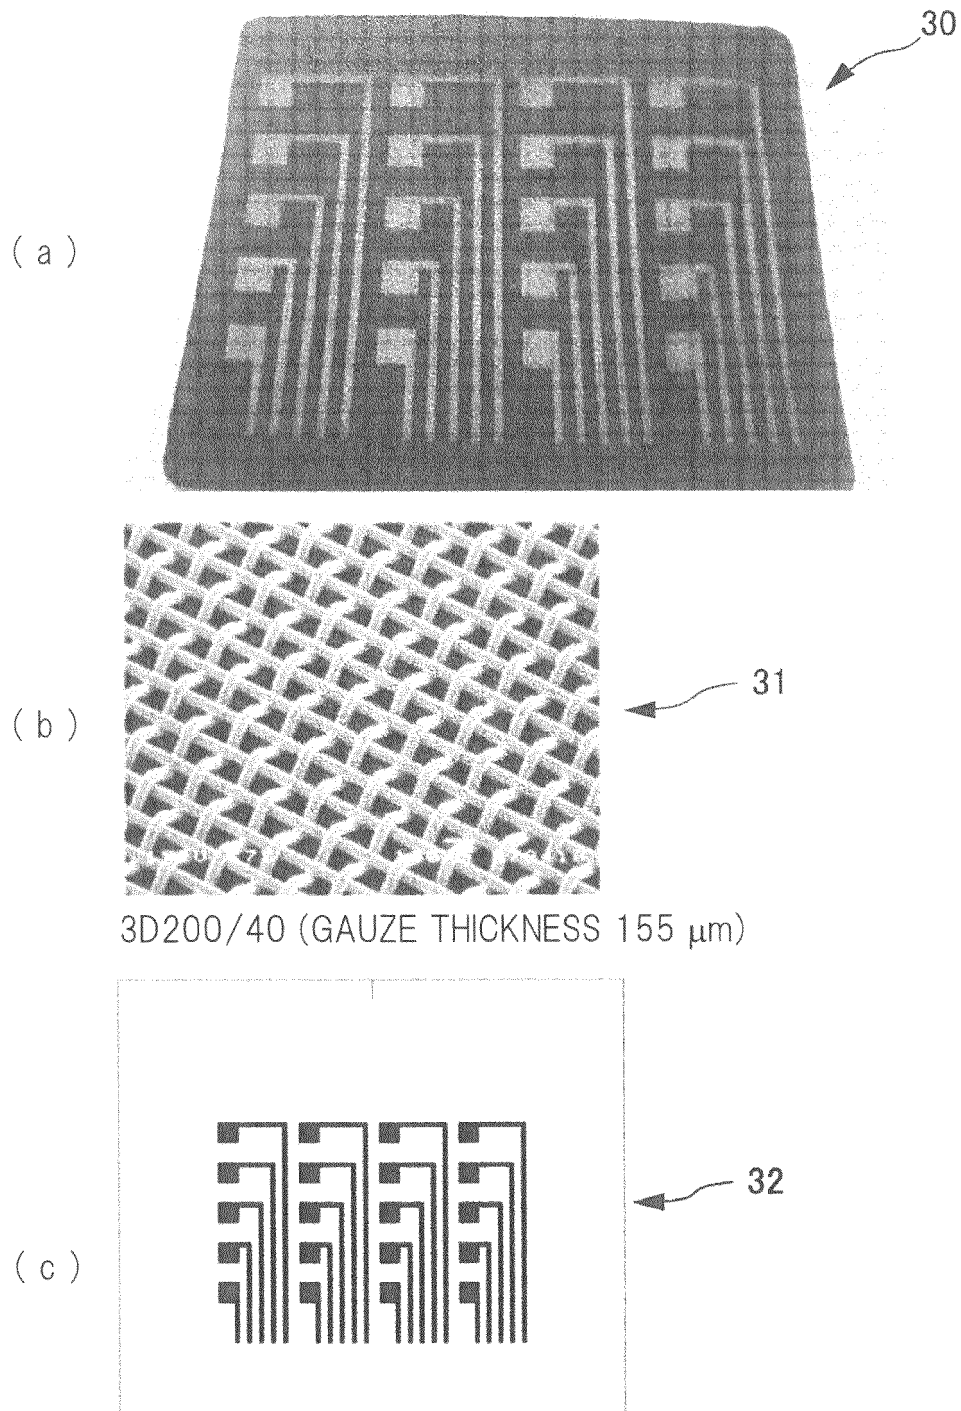 30
( a )
31
( b )
3D200/40 (GAUZE THICKNESS 155 μm)
32
( c )